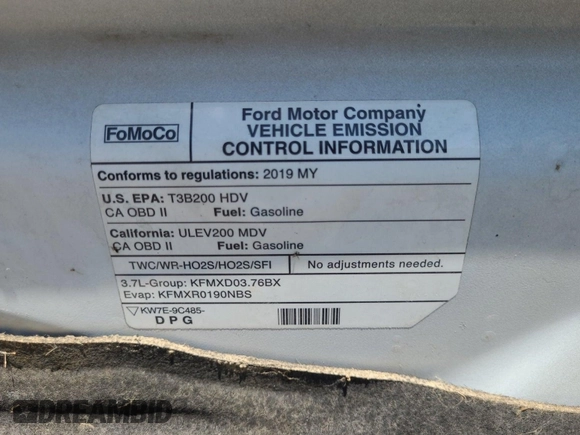 FoMoCo
Ford Motor Company
VEHICLE EMISSION
CONTROL INFORMATION
Conforms to regulations: 2019 MY
U.S. EPA: T3B200 HDV
CA OBD II Fuel: Gasoline
California: ULEV200 MDV
CA OBD II Fuel: Gasoline
TWC/WR-HO2S/HO2S/SFI No adjustments needed.
3.7L-Group: KFMXD03.76BX
Evap: KFMXR0190NBS
KW7E-9C485-
D P G
DREAMBID